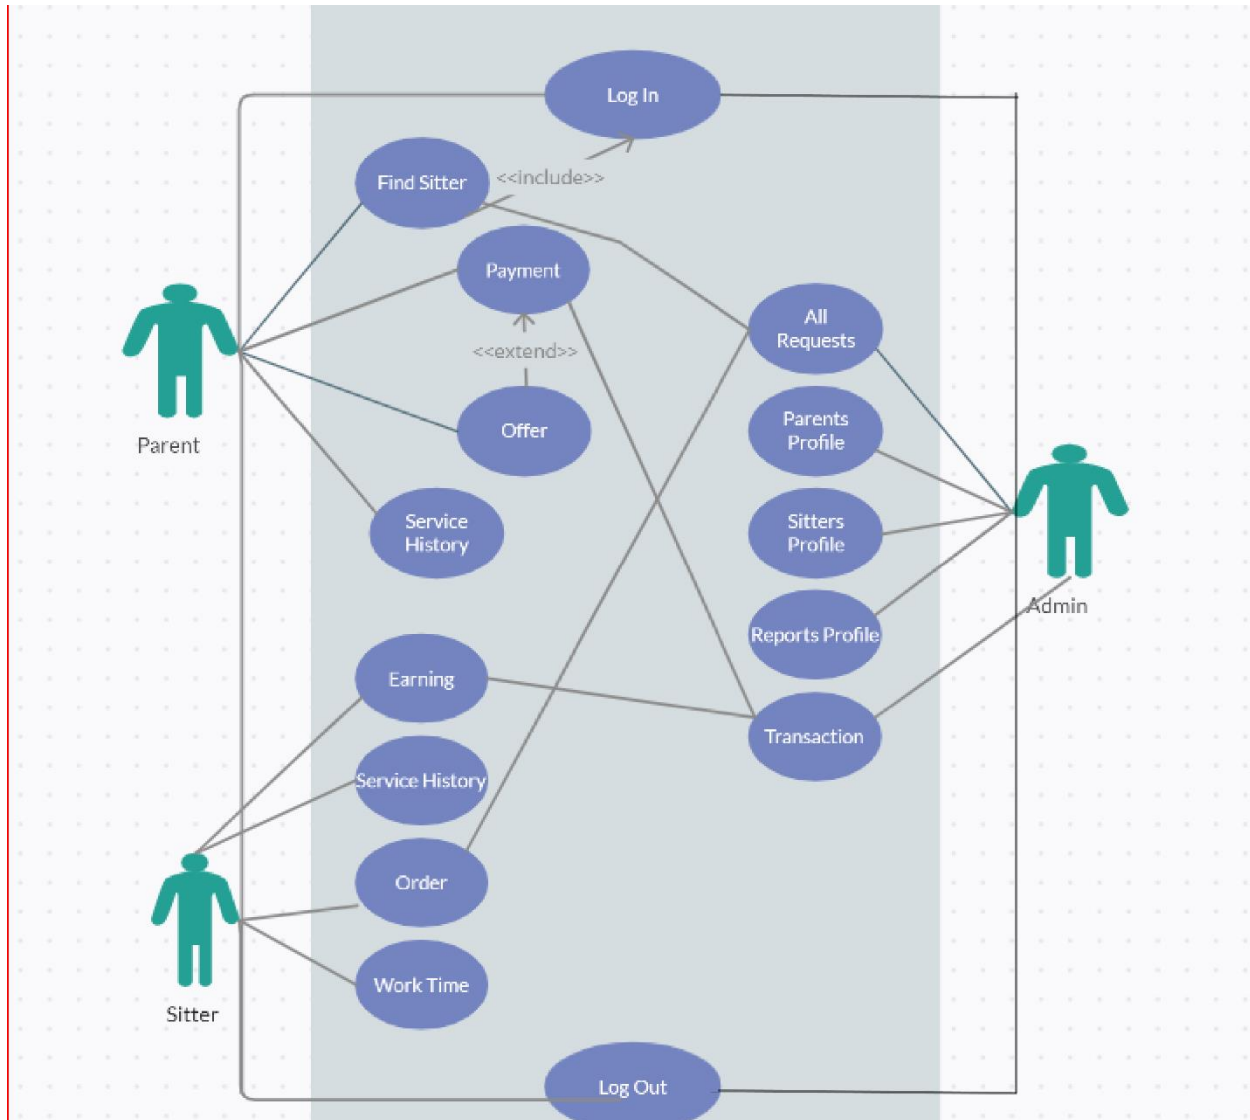 Log In
Find Sitter
<<include>>
Payment
All
Requests
<<extend>>
Parents
Profile
Offer
Parent
Service
History
Sitters
Profile
Admin
Reports Profile
Earning
Transaction
Service History
Order
Work Time
Sitter
Log Out